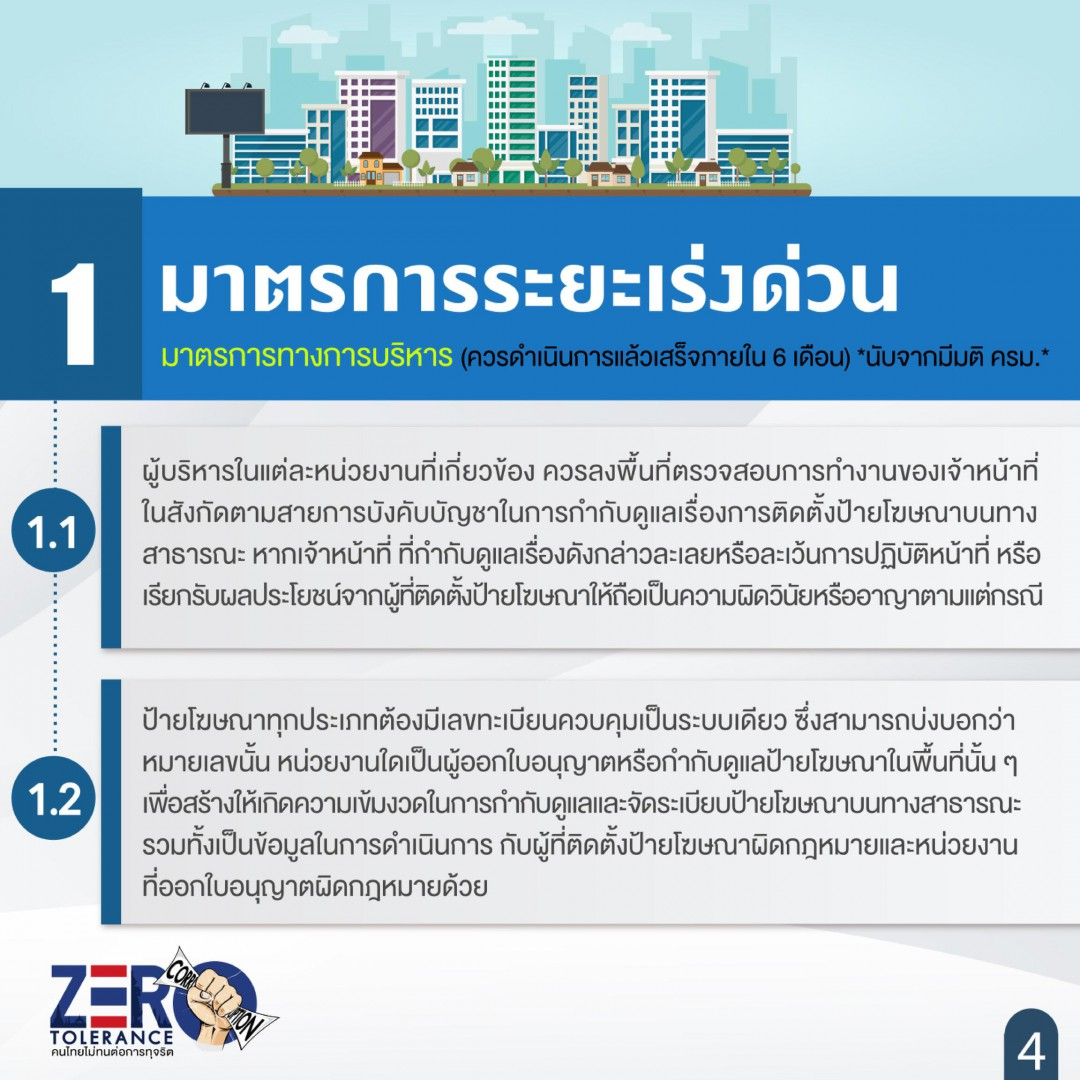 1
มาตรการระยะเร่งด่วน
มาตรการทางการบริหาร (ควรดำเนินการแล้วเสร็จภายใน 6 เดือน) *นับจากมีมติ ครม.*
1.1
ผู้บริหารในแต่ละหน่วยงานที่เกี่ยวข้อง ควรลงพื้นที่ตรวจสอบการทำงานของเจ้าหน้าที่
ในสังกัดตามสายการบังคับบัญชาในการกำกับดูแลเรื่องการติดตั้งป้ายโฆษณาบนทาง
สาธารณะ หากเจ้าหน้าที่ ที่กำกับดูแลเรื่องดังกล่าวละเลยหรือละเว้นการปฏิบัติหน้าที่ หรือ
เรียกรับผลประโยชน์จากผู้ที่ติดตั้งป้ายโฆษณาให้ถือเป็นความผิดวินัยหรืออาญาตามแต่กรณี
1.2
ป้ายโฆษณาทุกประเภทต้องมีเลขทะเบียนควบคุมเป็นระบบเดียว ซึ่งสามารถบ่งบอกว่า
หมายเลขนั้น หน่วยงานใดเป็นผู้ออกใบอนุญาตหรือกำกับดูแลป้ายโฆษณาในพื้นที่นั้น ๆ
เพื่อสร้างให้เกิดความเข้มงวดในการกำกับดูแลและจัดระเบียบป้ายโฆษณาบนทางสาธารณะ
รวมทั้งเป็นข้อมูลในการดำเนินการ กับผู้ที่ติดตั้งป้ายโฆษณาผิดกฎหมายและหน่วยงาน
ที่ออกใบอนุญาตผิดกฎหมายด้วย
ZERO
CORRUPTION
TOLERANCE
คนไทยไม่ทนต่อการทุจริต
4